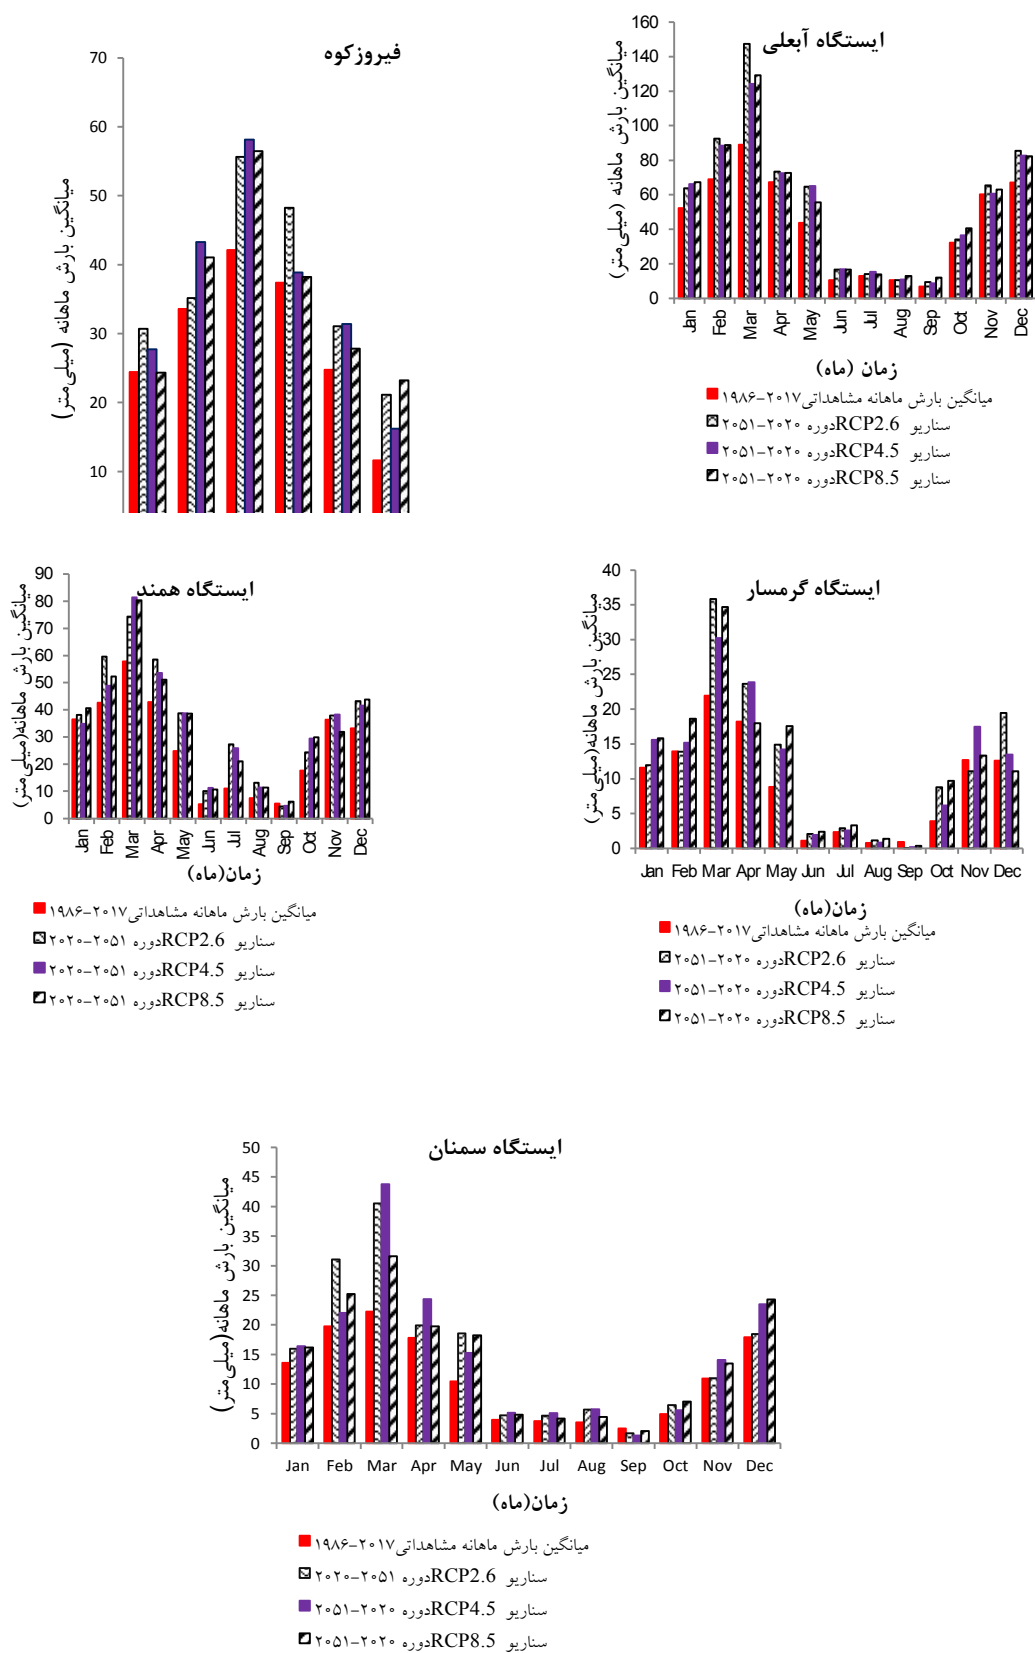 فیروزکوه
میانگین بارش ماهانه (میلی‌متر)
70
60
50
40
30
20
10
ایستگاه آبعلی
میانگین بارش ماهانه (میلی‌متر)
160
140
120
100
80
60
40
20
0
Jan Feb Mar Apr May Jun Jul Aug Sep Oct Nov Dec
زمان (ماه)
میانگین بارش ماهانه مشاهداتی۲۰۱۷-۱۹۸۶
سناریو RCP2.6دوره ۲۰۲۰-۲۰۵۱
سناریو RCP4.5دوره ۲۰۲۰-۲۰۵۱
سناریو RCP8.5دوره ۲۰۲۰-۲۰۵۱
ایستگاه همند
میانگین بارش ماهانه(میلی‌متر)
90
80
70
60
50
40
30
20
10
0
Jan Feb Mar Apr May Jun Jul Aug Sep Oct Nov Dec
زمان(ماه)
میانگین بارش ماهانه مشاهداتی۲۰۱۷-۱۹۸۶
سناریو RCP2.6دوره ۲۰۵۱-۲۰۲۰
سناریو RCP4.5دوره ۲۰۵۱-۲۰۲۰
سناریو RCP8.5دوره ۲۰۵۱-۲۰۲۰
ایستگاه گرمسار
میانگین بارش ماهانه(میلی‌متر)
40
35
30
25
20
15
10
5
0
Jan Feb Mar Apr May Jun Jul Aug Sep Oct Nov Dec
زمان(ماه)
میانگین بارش ماهانه مشاهداتی۲۰۱۷-۱۹۸۶
سناریو RCP2.6دوره ۲۰۲۰-۲۰۵۱
سناریو RCP4.5دوره ۲۰۲۰-۲۰۵۱
سناریو RCP8.5دوره ۲۰۲۰-۲۰۵۱
ایستگاه سمنان
میانگین بارش ماهانه(میلی‌متر)
50
45
40
35
30
25
20
15
10
5
0
Jan Feb Mar Apr May Jun Jul Aug Sep Oct Nov Dec
زمان(ماه)
میانگین بارش ماهانه مشاهداتی۲۰۱۷-۱۹۸۶
سناریو RCP2.6دوره ۲۰۵۱-۲۰۲۰
سناریو RCP4.5دوره ۲۰۲۰-۲۰۵۱
سناریو RCP8.5دوره ۲۰۲۰-۲۰۵۱